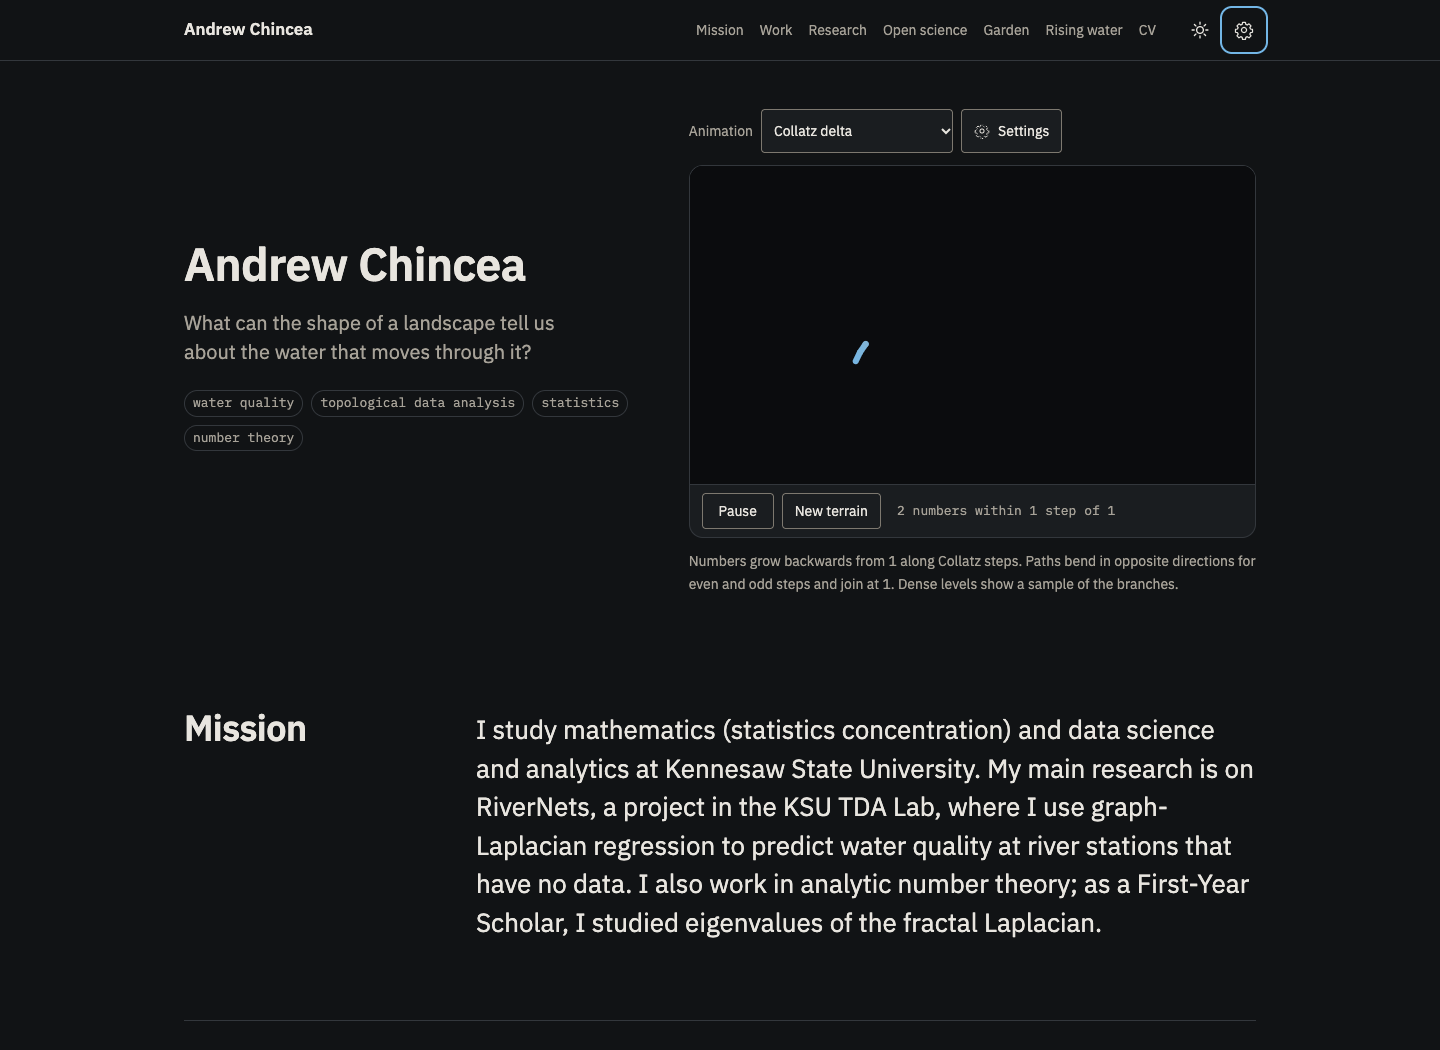 Andrew Chincea
Mission Work Research Open science Garden Rising water CV
Animation Collatz delta Settings
Andrew Chincea
What can the shape of a landscape tell us
about the water that moves through it?
water quality topological data analysis statistics
number theory
Pause New terrain 2 numbers within 1 step of 1
Numbers grow backwards from 1 along Collatz steps. Paths bend in opposite directions for
even and odd steps and join at 1. Dense levels show a sample of the branches.
Mission
I study mathematics (statistics concentration) and data science
and analytics at Kennesaw State University. My main research is on
RiverNets, a project in the KSU TDA Lab, where I use graph-
Laplacian regression to predict water quality at river stations that
have no data. I also work in analytic number theory; as a First-Year
Scholar, I studied eigenvalues of the fractal Laplacian.